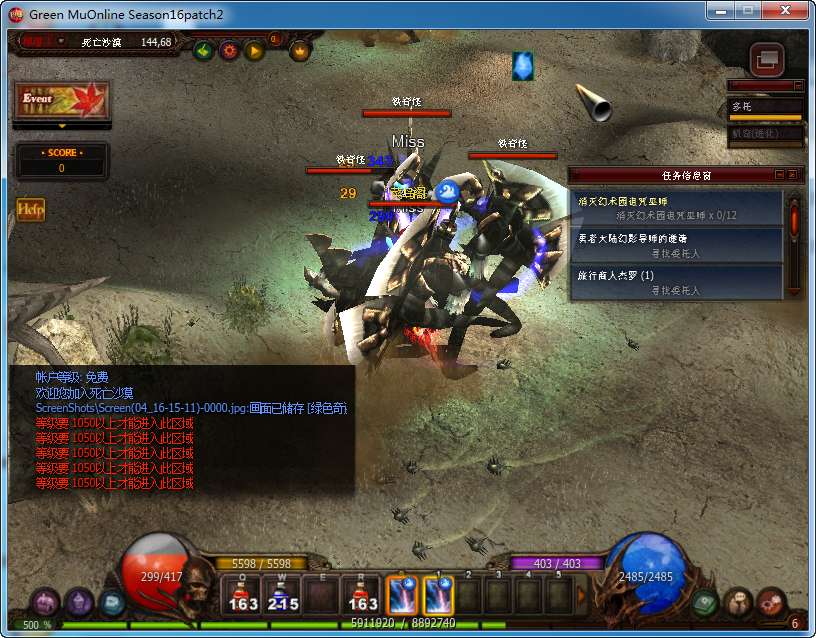 Green MuOnline Season16patch2
死亡沙漠 144,68
Event
· SCORE ·
0
Help
铁谷怪
铁谷怪
铁谷怪
Miss
29
Miss
多托
任务信息窗
消灭幻术园诅咒巫师
消灭幻术园诅咒巫师 x 0/12
勇者大陆幻影导师的邀请
寻找委托人
旅行商人杰罗 (1)
寻找委托人
帐户等级: 免费
欢迎您加入死亡沙漠
ScreenShots\Screen(04_16-15-11)-0000.jpg:画面已储存 [绿色奇]
等级要 1050以上才能进入此区域
等级要 1050以上才能进入此区域
等级要 1050以上才能进入此区域
等级要 1050以上才能进入此区域
等级要 1050以上才能进入此区域
5598 / 5598
403 / 403
299/417
2485/2485
Q W E R 1 2 3 4 5
163 215 163
500 %
5911920 / 8892740
6